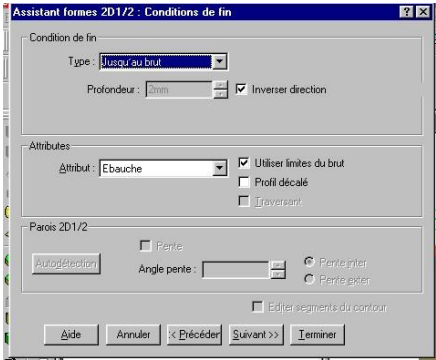 Assistant formes 2D1/2 : Conditions de fin
Condition de fin
Type : Jusqu'au brut
Profondeur : 2mm Inverser direction
Attributes
Attribut : Ebauche Utiliser limites du brut
Profil décalé
Traversant
Parois 2D1/2
Pente
Autodétection Angle pente : Pente inter
Pente exter
Editer segments du contour
Aide Annuler < Précéden Suivant >> Terminer